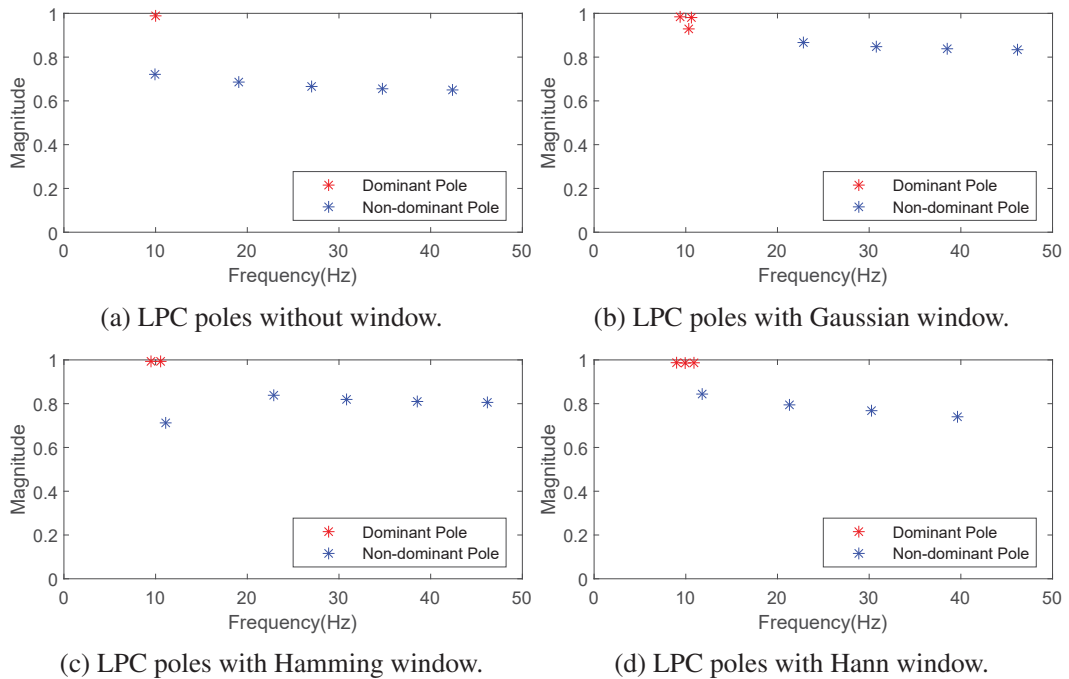 1
0.8
0.6
0.4
0.2
0
Magnitude
Dominant Pole
Non-dominant Pole
0 10 20 30 40 50
Frequency(Hz)
(a) LPC poles without window.
1
0.8
0.6
0.4
0.2
0
Magnitude
Dominant Pole
Non-dominant Pole
0 10 20 30 40 50
Frequency(Hz)
(b) LPC poles with Gaussian window.
1
0.8
0.6
0.4
0.2
0
Magnitude
Dominant Pole
Non-dominant Pole
0 10 20 30 40 50
Frequency(Hz)
(c) LPC poles with Hamming window.
1
0.8
0.6
0.4
0.2
0
Magnitude
Dominant Pole
Non-dominant Pole
0 10 20 30 40 50
Frequency(Hz)
(d) LPC poles with Hann window.